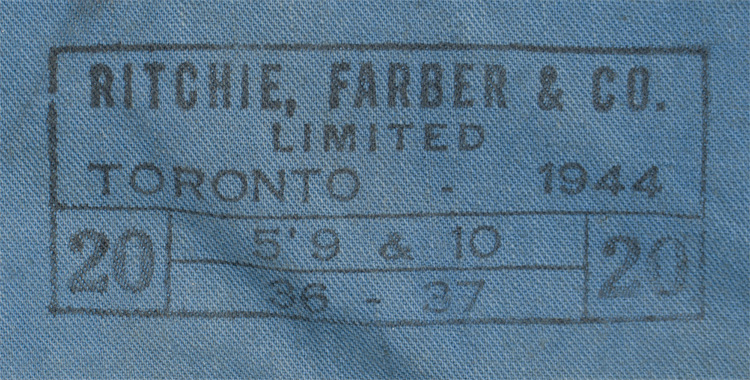 RITCHIE, FARBER & CO.
LIMITED
TORONTO - 1944
20 5'9 & 10 20
36 - 37